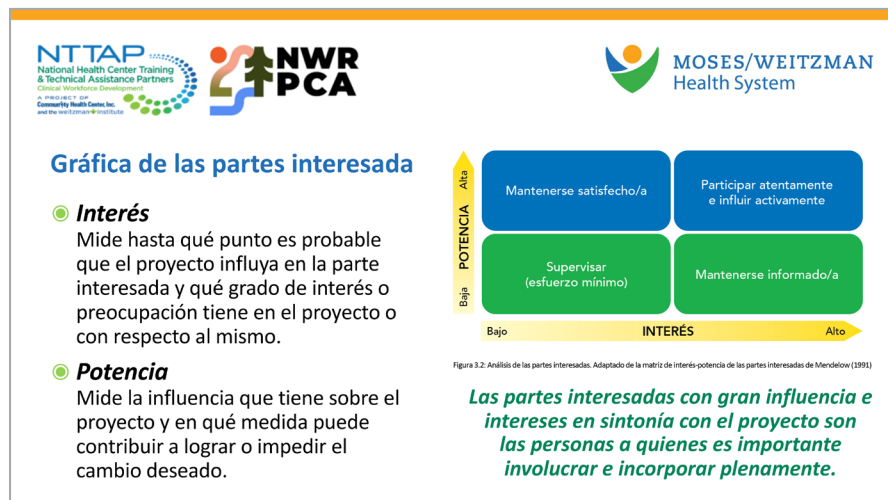 NTTAP
National Health Center Training
& Technical Assistance Partners
Clinical Workforce Development
A PROJECT OF
Community Health Center, Inc.
and the weitzman institute
NWR
PCA
MOSES/WEITZMAN
Health System
Gráfica de las partes interesada
Interés
Mide hasta qué punto es probable
que el proyecto influya en la parte
interesada y qué grado de interés o
preocupación tiene en el proyecto o
con respecto al mismo.
Potencia
Mide la influencia que tiene sobre el
proyecto y en qué medida puede
contribuir a lograr o impedir el
cambio deseado.
POTENCIA
Alta
Baja
Mantenerse satisfecho/a
Participar atentamente
e influir activamente
Supervisar
(esfuerzo mínimo)
Mantenerse informado/a
Bajo
INTERÉS
Alto
Figura 3.2: Análisis de las partes interesadas. Adaptado de la matriz de interés-potencia de las partes interesadas de Mendelow (1991)
Las partes interesadas con gran influencia e
intereses en sintonía con el proyecto son
las personas a quienes es importante
involucrar e incorporar plenamente.